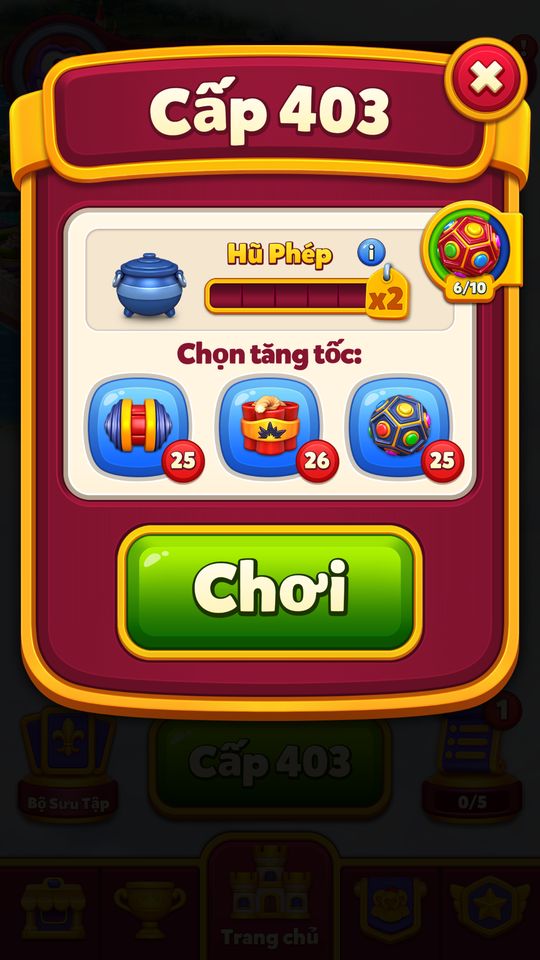 Cấp 403
Hũ Phép
i
x2
6/10
Chọn tăng tốc:
25
26
25
Chơi
1
Cấp 403
Bộ Sưu Tập
0/5
Trang chủ